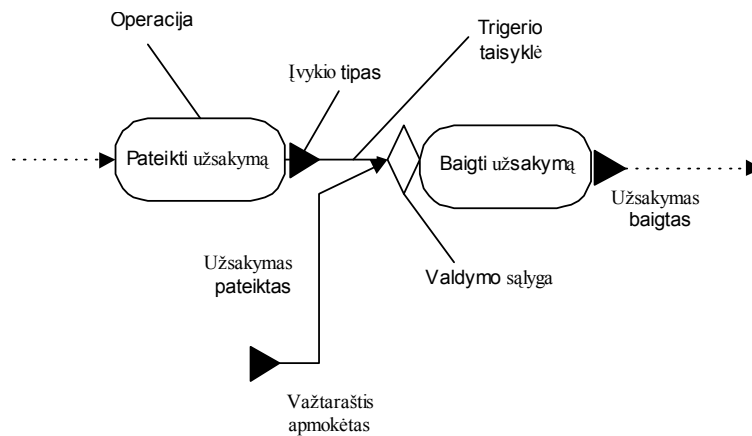 Operacija
Trigerio
taisyklė
Įvykio tipas
Pateikti užsakymą
Baigti užsakymą
Užsakymas
baigtas
Užsakymas
pateiktas
Valdymo sąlyga
Važtaraštis
apmokėtas